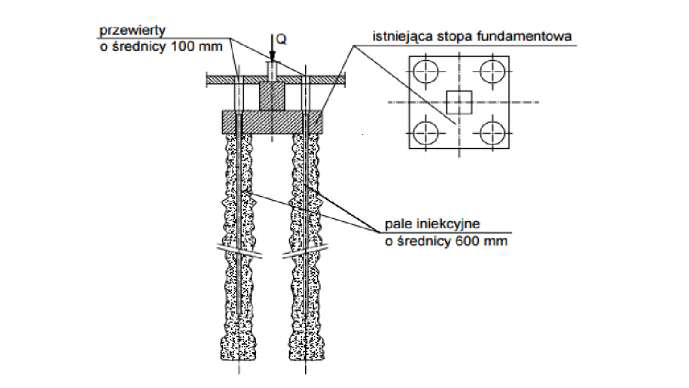 przewierty
o średnicy 100 mm
Q
istniejąca stopa fundamentowa
pale iniekcyjne
o średnicy 600 mm